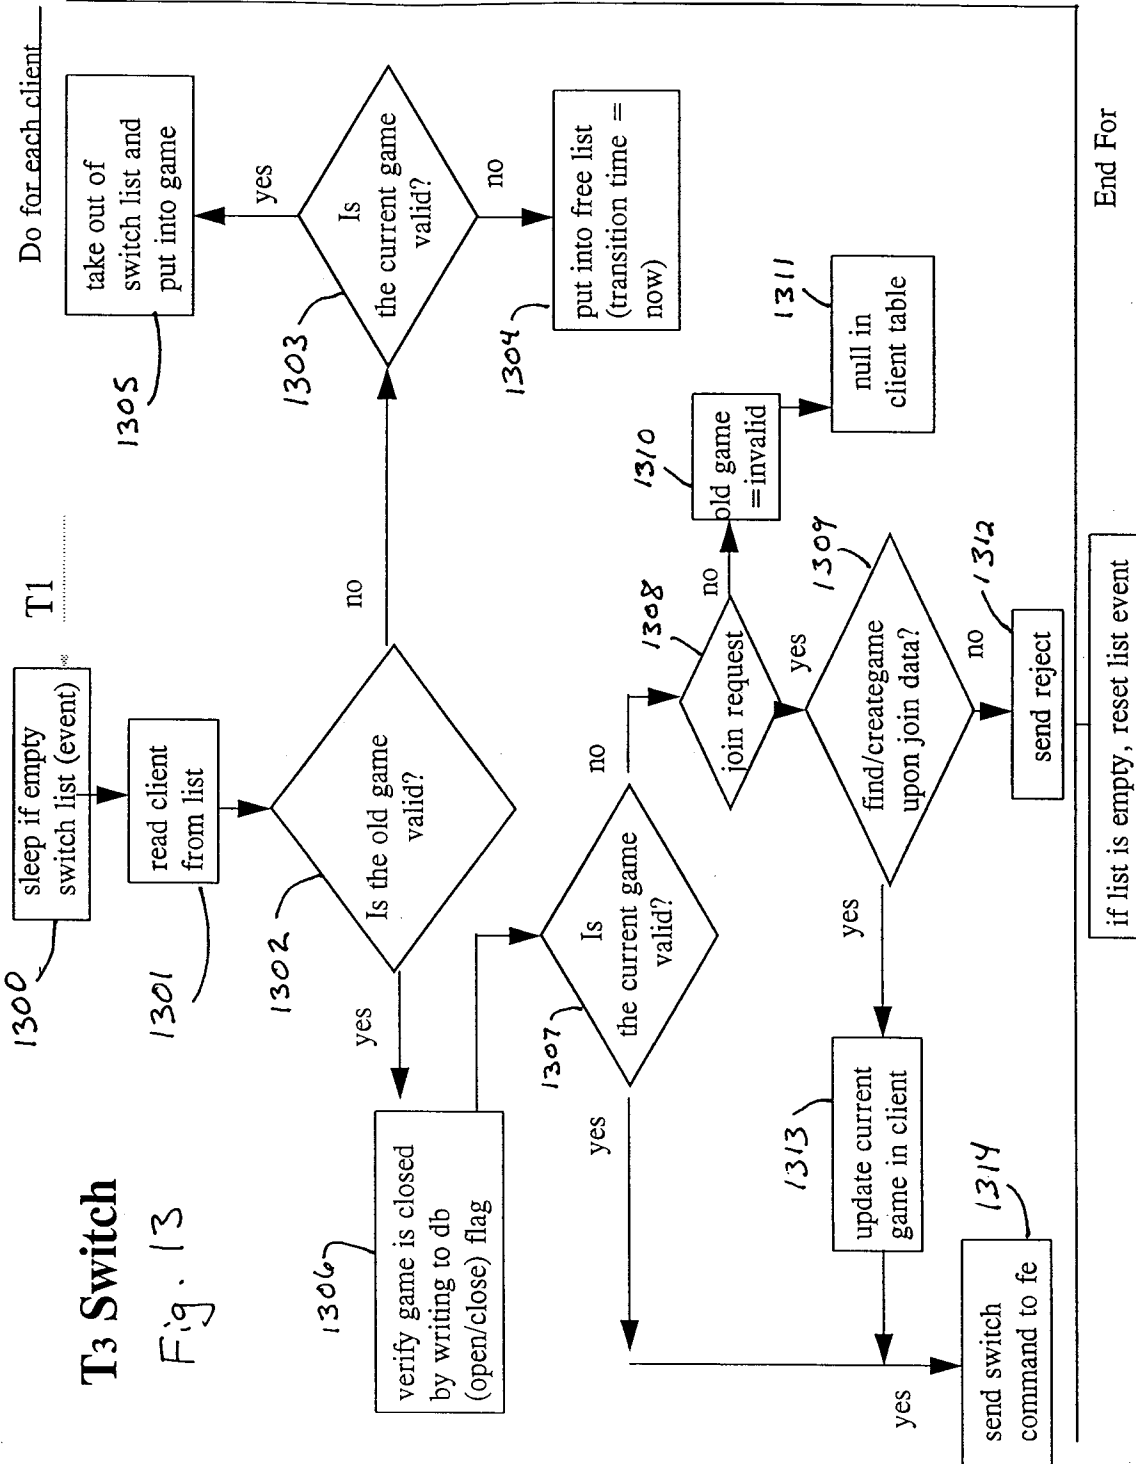 T3 Switch
Fig. 13
Do for each client
T1
1300
sleep if empty
switch list (event)
1301
read client
from list
1302
Is the old game
valid?
yes
no
1303
Is
the current game
valid?
yes
no
1305
take out of
switch list and
put into game
1304
put into free list
(transition time =
now)
1306
verify game is closed
by writing to db
(open/close) flag
1307
Is
the current game
valid?
yes
no
1308
join request
no
yes
1310
old game
=invalid
1311
null in
client table
1309
find/creategame
upon join data?
yes
no
1312
send reject
1313
update current
game in client
yes
1314
send switch
command to fe
End For
if list is empty, reset list event